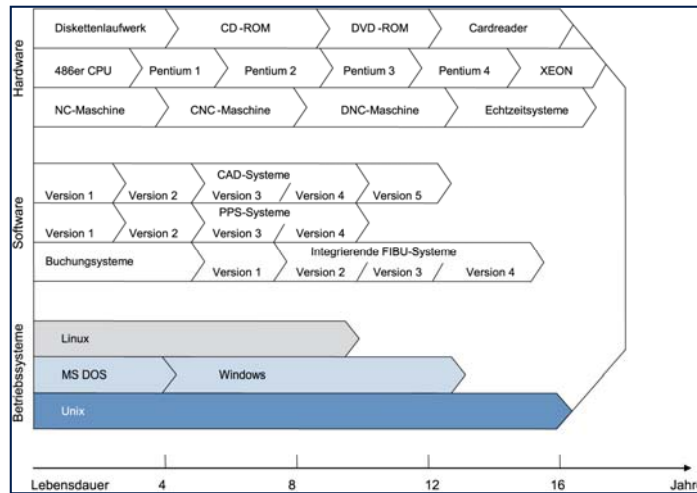 Hardware
Diskettenlaufwerk CD-ROM DVD-ROM Cardreader
486er CPU Pentium 1 Pentium 2 Pentium 3 Pentium 4 XEON
NC-Maschine CNC-Maschine DNC-Maschine Echtzeitsysteme
Software
CAD-Systeme
Version 1 Version 2 Version 3 Version 4 Version 5
PPS-Systeme
Version 1 Version 2 Version 3 Version 4
Buchungsysteme Integrierende FIBU-Systeme
Version 1 Version 2 Version 3 Version 4
Betriebssysteme
Linux
MS DOS Windows
Unix
Lebensdauer 4 8 12 16 Jahre